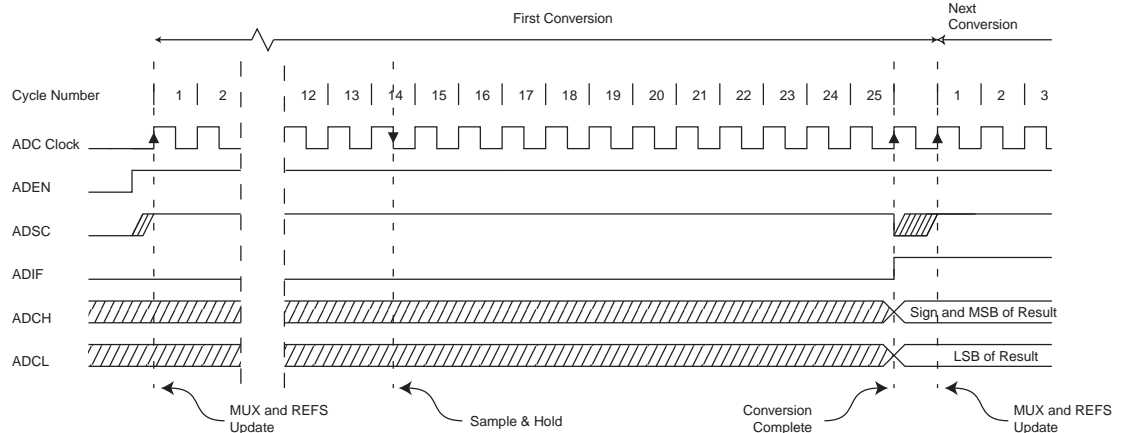 First Conversion
Next
Conversion
Cycle Number 1 2 12 13 14 15 16 17 18 19 20 21 22 23 24 25 1 2 3
ADC Clock
ADEN
ADSC
ADIF
ADCH Sign and MSB of Result
ADCL LSB of Result
MUX and REFS
Update
Sample & Hold
Conversion
Complete
MUX and REFS
Update